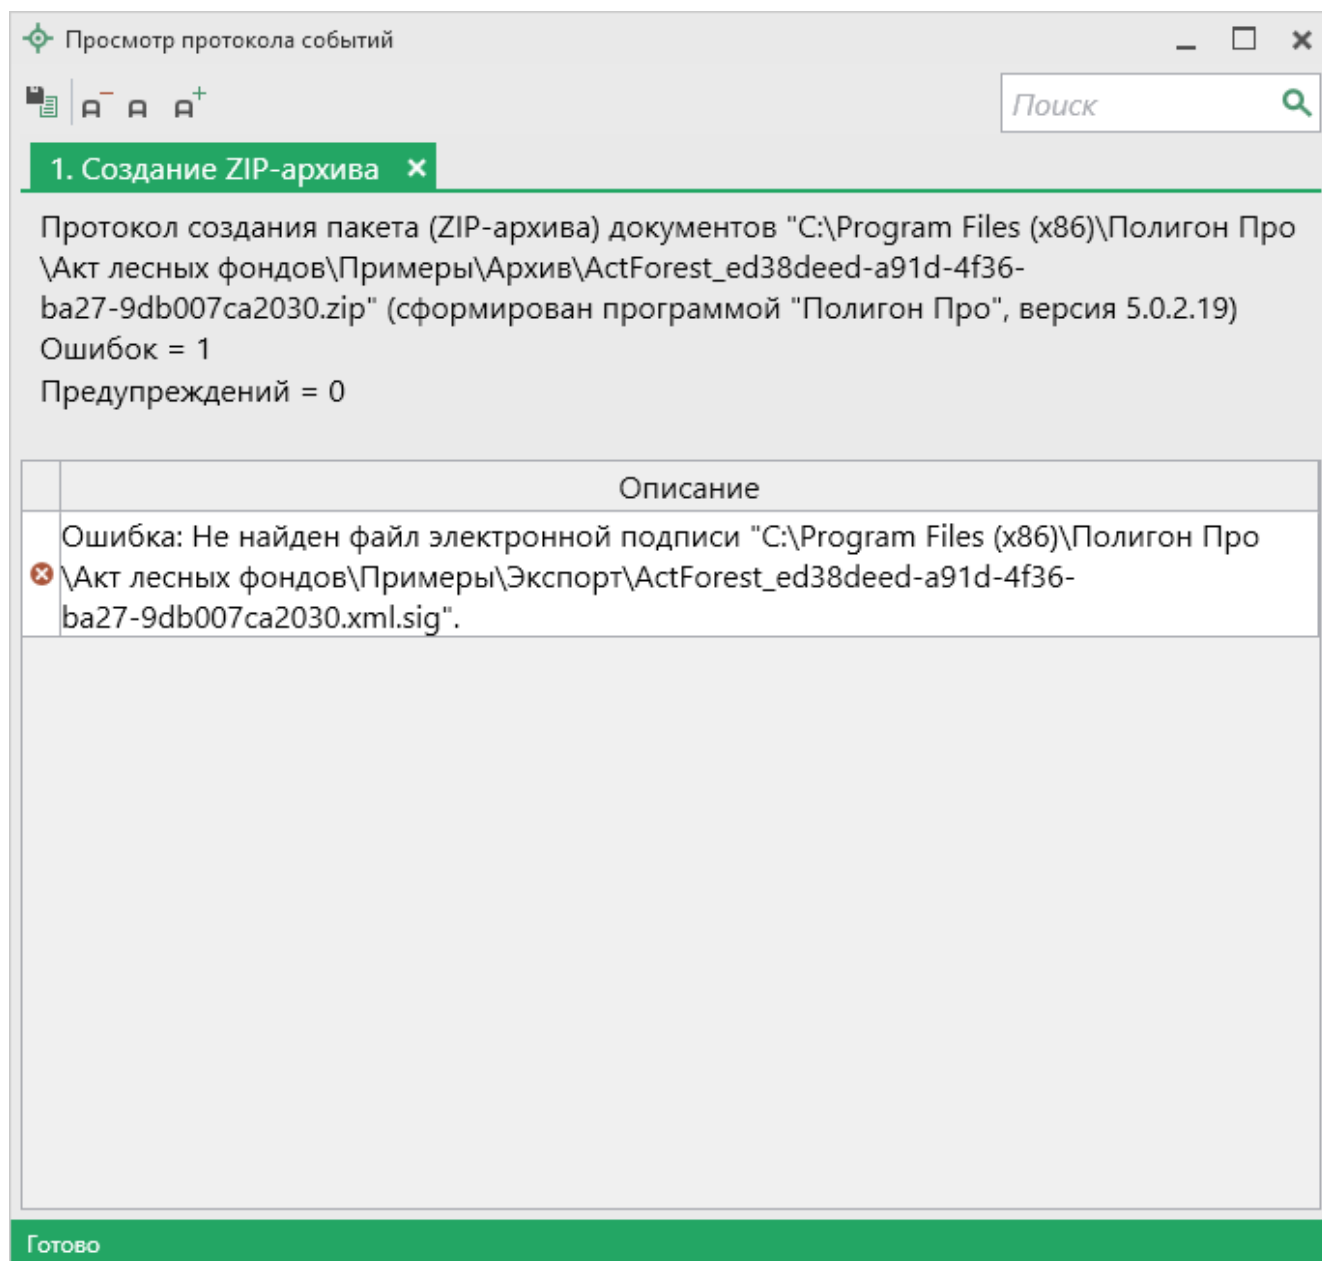 Просмотр протокола событий
Поиск
1. Создание ZIP-архива
Протокол создания пакета (ZIP-архива) документов "C:\Program Files (x86)\Полигон Про
\Акт лесных фондов\Примеры\Архив\ActForest_ed38deed-a91d-4f36-
ba27-9db007ca2030.zip" (сформирован программой "Полигон Про", версия 5.0.2.19)
Ошибок = 1
Предупреждений = 0
Описание
Ошибка: Не найден файл электронной подписи "C:\Program Files (x86)\Полигон Про
\Акт лесных фондов\Примеры\Экспорт\ActForest_ed38deed-a91d-4f36-
ba27-9db007ca2030.xml.sig".
Готово